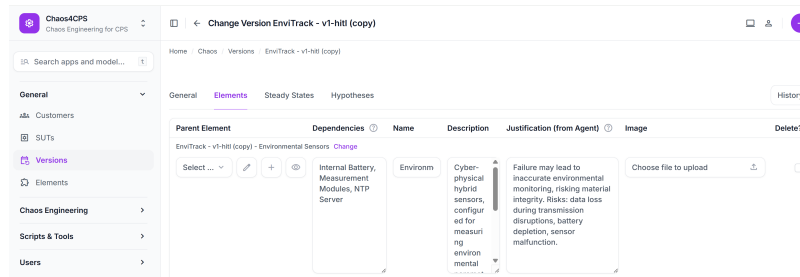 Chaos4CPS
Chaos Engineering for CPS
Search apps and model...
t
General
Customers
SUTs
Versions
Elements
Chaos Engineering
Scripts & Tools
Users
Change Version EnviTrack - v1-hitl (copy)
Home
Chaos
Versions
EnviTrack - v1-hitl (copy)
General
Elements
Steady States
Hypotheses
History
Parent Element
Dependencies
Name
Description
Justification (from Agent)
Image
Delete?
EnviTrack - v1-hitl (copy) - Environmental Sensors Change
Select ...
Internal Battery,
Measurement
Modules, NTP
Server
Environm
Cyber-
physical
hybrid
sensors,
configur
ed for
measuri
ng
environ
mental
Failure may lead to
inaccurate environmental
monitoring, risking material
integrity. Risks: data loss
during transmission
disruptions, battery
depletion, sensor
malfunction.
Choose file to upload